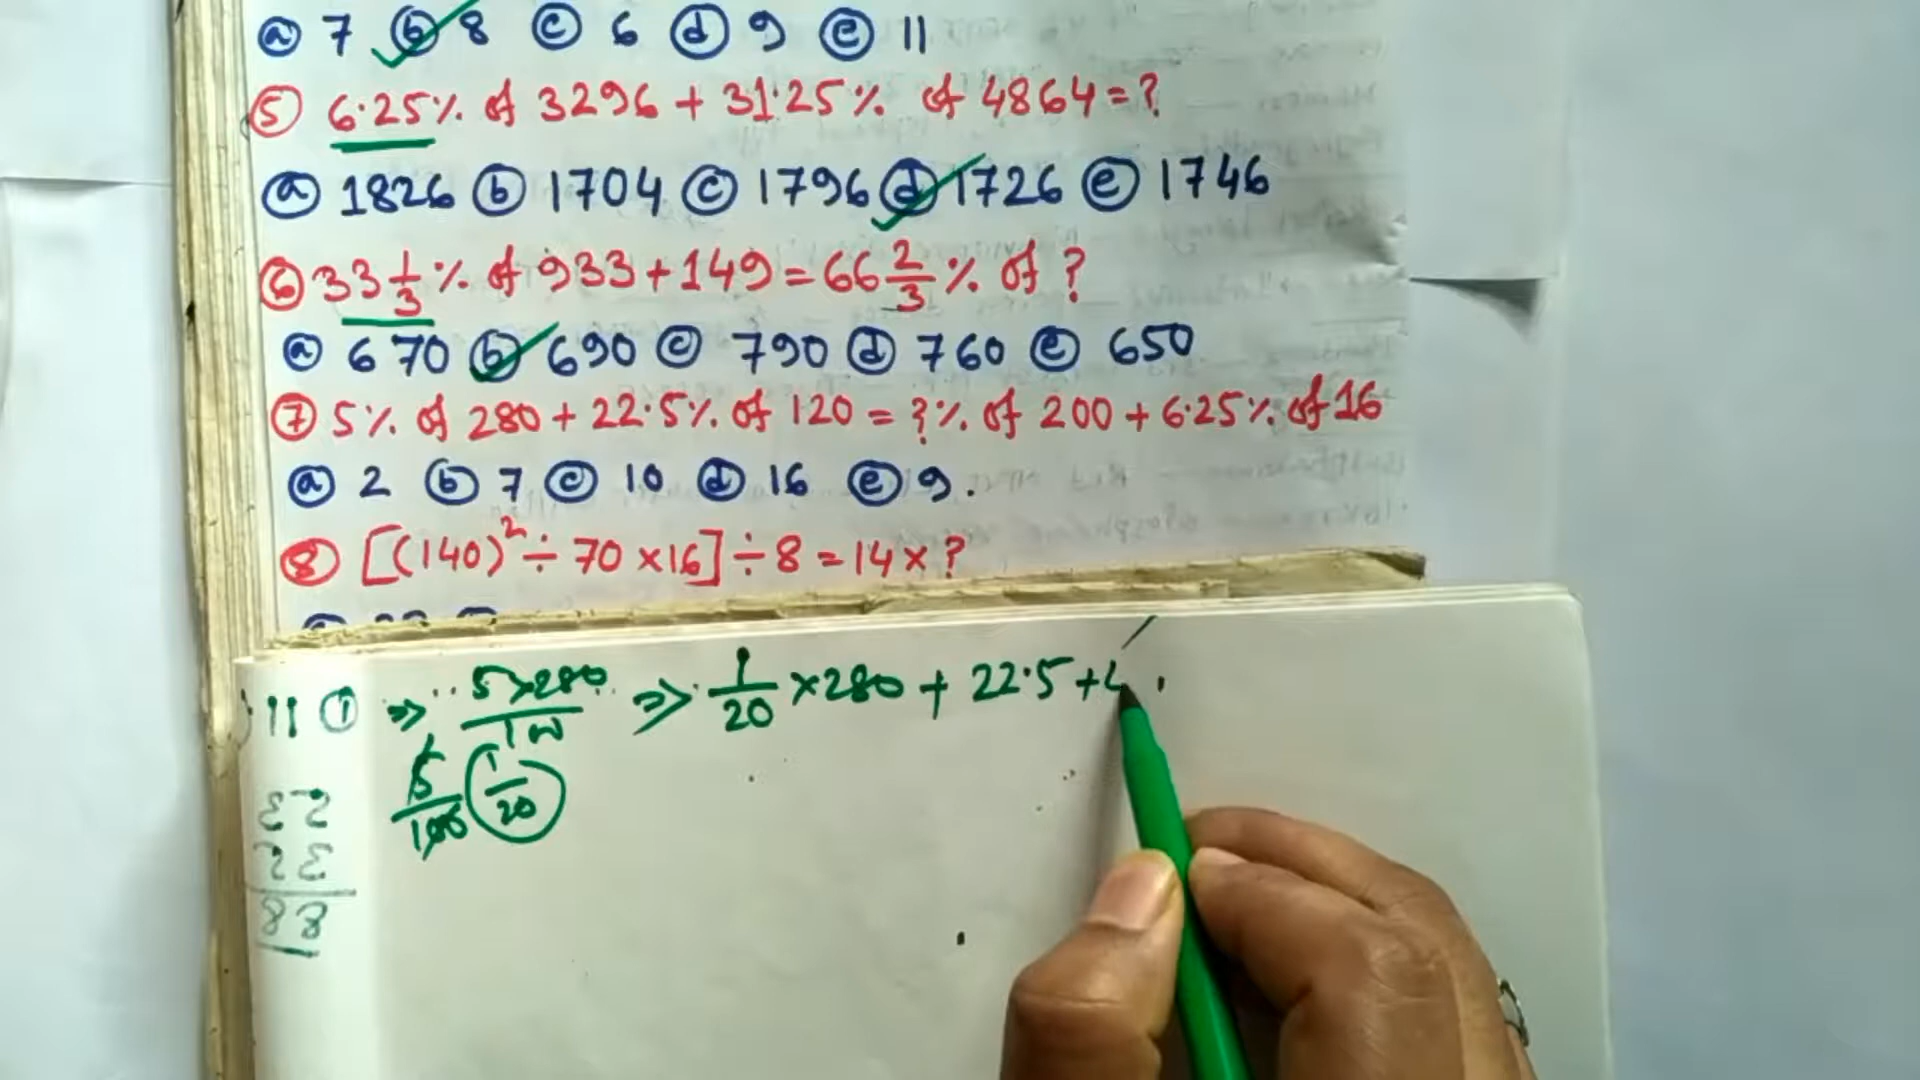 ⓐ 7 ⓑ 8 ⓒ 6 ⓓ 9 ⓔ 11
⑤ 6.25% of 3296 + 31.25% of 4864 = ?
ⓐ 1826 ⓑ 1704 ⓒ 1796 ⓓ 1726 ⓔ 1746
⑥ 33 1/3 % of 933 + 149 = 66 2/3 % of ?
ⓐ 670 ⓑ 690 ⓒ 790 ⓓ 760 ⓔ 650
⑦ 5% of 280 + 22.5% of 120 = ?% of 200 + 6.25% of 16
ⓐ 2 ⓑ 7 ⓒ 10 ⓓ 16 ⓔ 9.
⑧ [(140)² ÷ 70 × 16] ÷ 8 = 14 × ?
⇒ 5×280/100 ⇒ 1/20 × 280 + 22.5 +
5/100 1/20